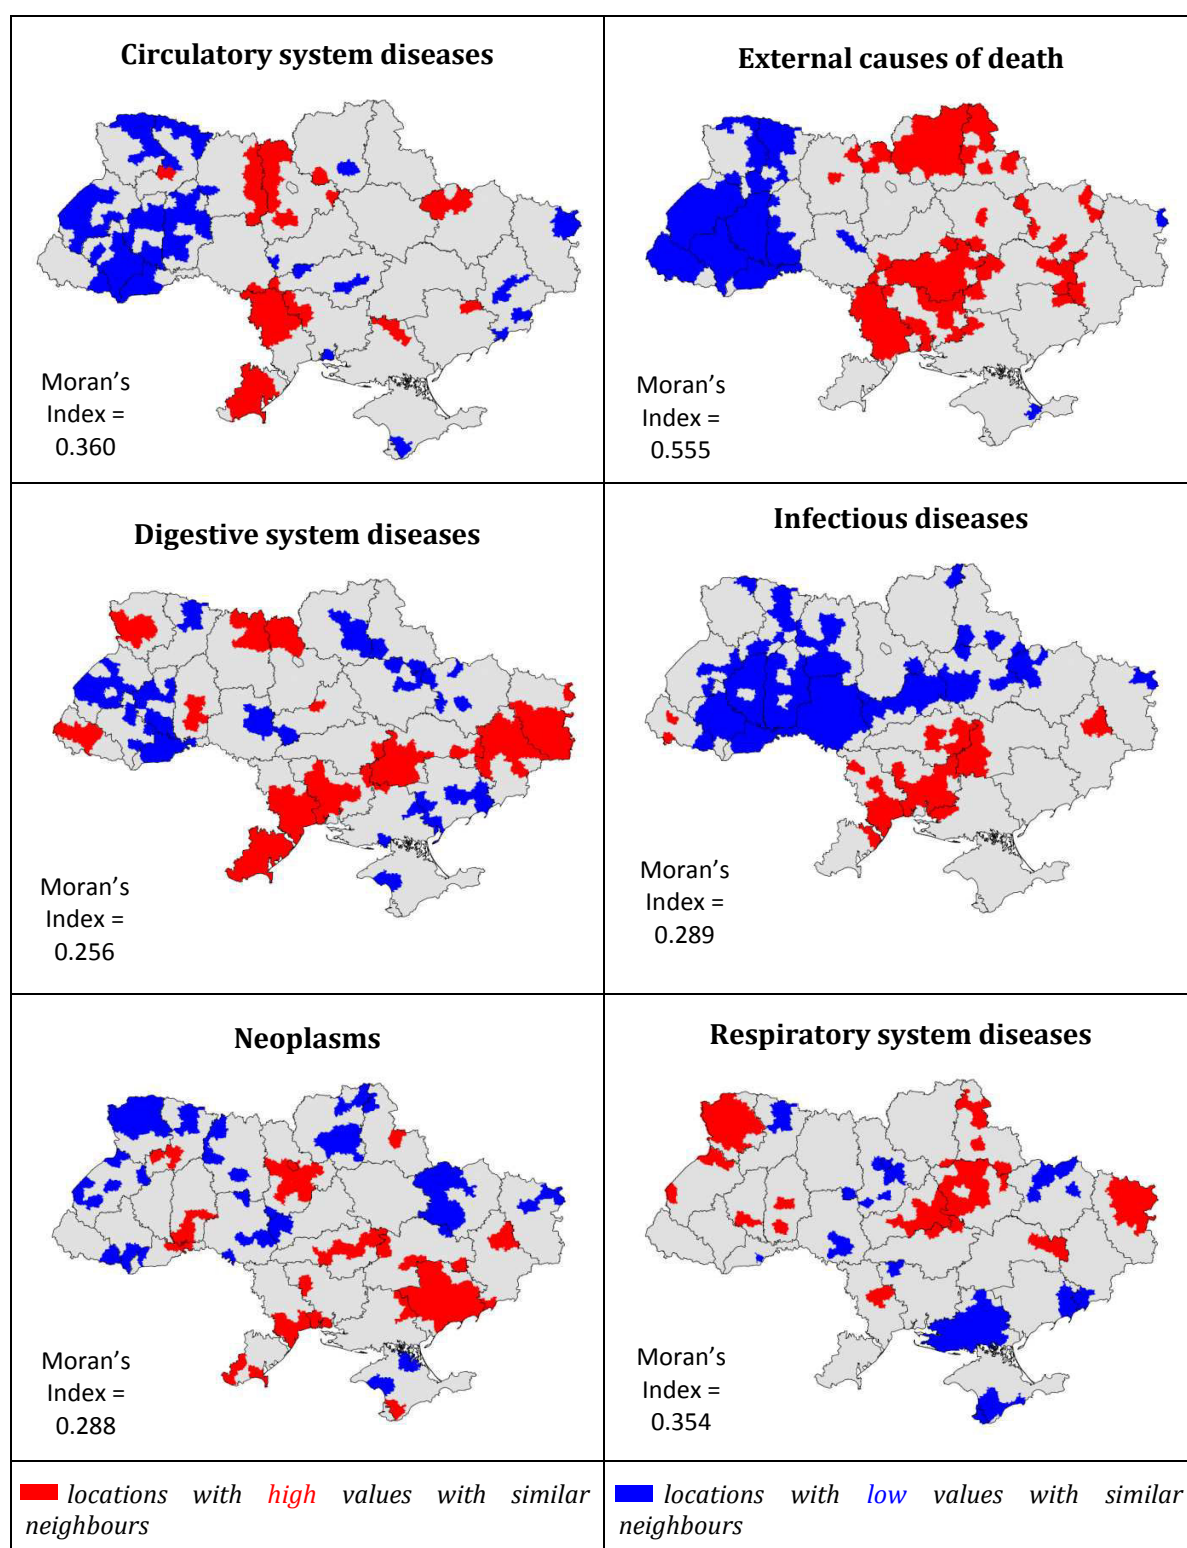 Circulatory system diseases
Moran's
Index =
0.360
External causes of death
Moran's
Index =
0.555
Digestive system diseases
Moran's
Index =
0.256
Infectious diseases
Moran's
Index =
0.289
Neoplasms
Moran's
Index =
0.288
Respiratory system diseases
Moran's
Index =
0.354
locations with high values with similar
neighbours
locations with low values with similar
neighbours